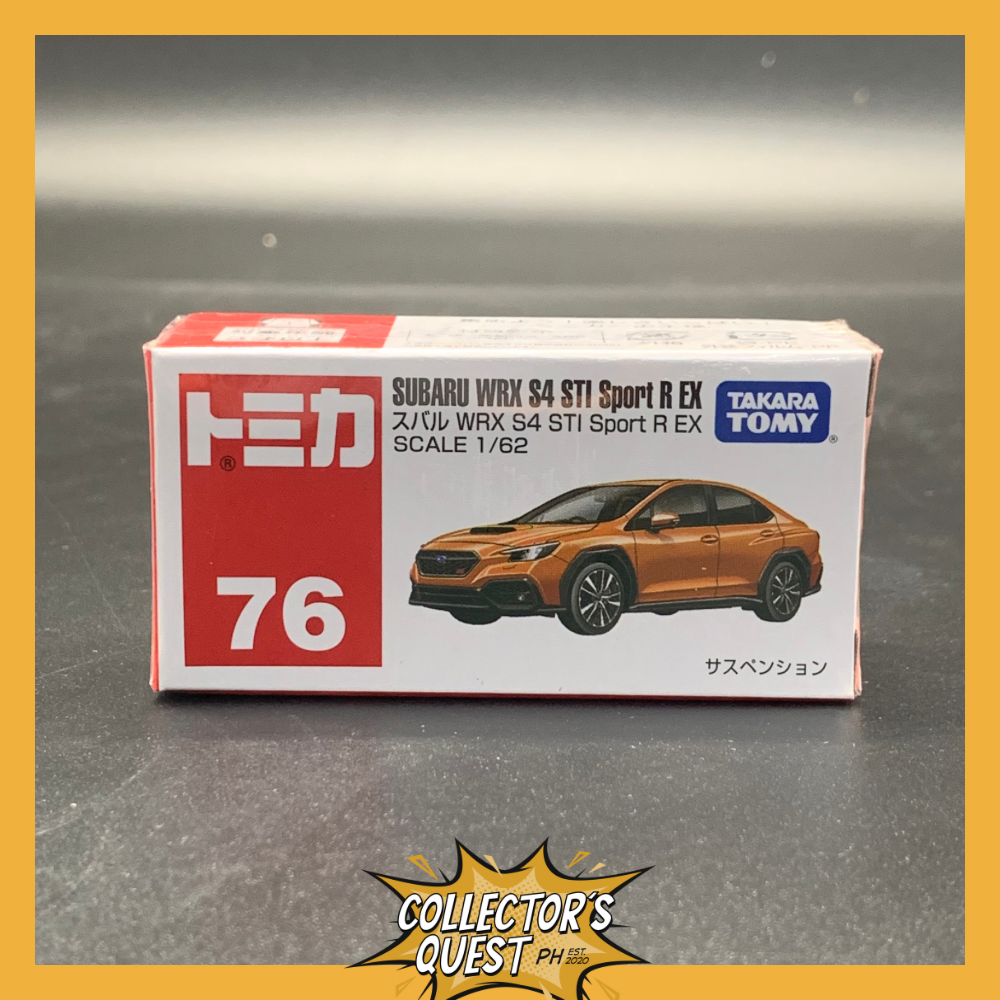 トミカ
®
76
SUBARU WRX S4 STI Sport R EX
スバル WRX S4 STI Sport R EX
SCALE 1/62
TAKARA
TOMY
®
サスペンション
COLLECTOR'S
QUEST PH EST.
2020